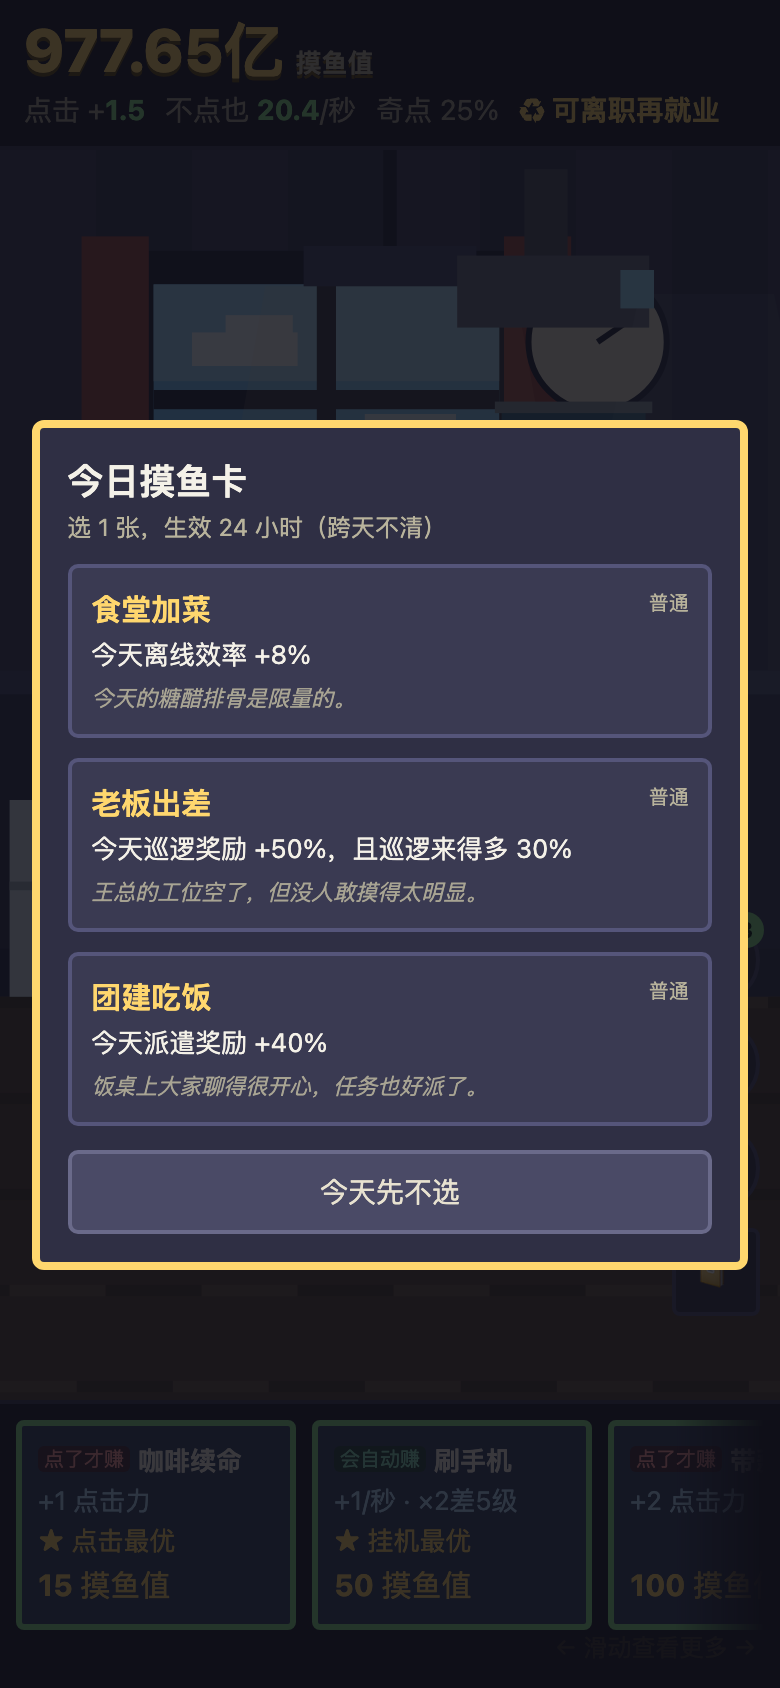 977.65亿 摸鱼值
点击 +1.5 不点也 20.4/秒 奇点 25% ♻ 可离职再就业
今日摸鱼卡
选 1 张，生效 24 小时（跨天不清）
食堂加菜 普通
今天离线效率 +8%
今天的糖醋排骨是限量的。
老板出差 普通
今天巡逻奖励 +50%，且巡逻来得多 30%
王总的工位空了，但没人敢摸得太明显。
团建吃饭 普通
今天派遣奖励 +40%
饭桌上大家聊得很开心，任务也好派了。
今天先不选
点了才赚 咖啡续命
+1 点击力
★ 点击最优
15 摸鱼值
会自动赚 刷手机
+1/秒 · ×2差5级
★ 挂机最优
50 摸鱼值
点了才赚 带
+2 点击力
100 摸鱼
← 滑动查看更多 →